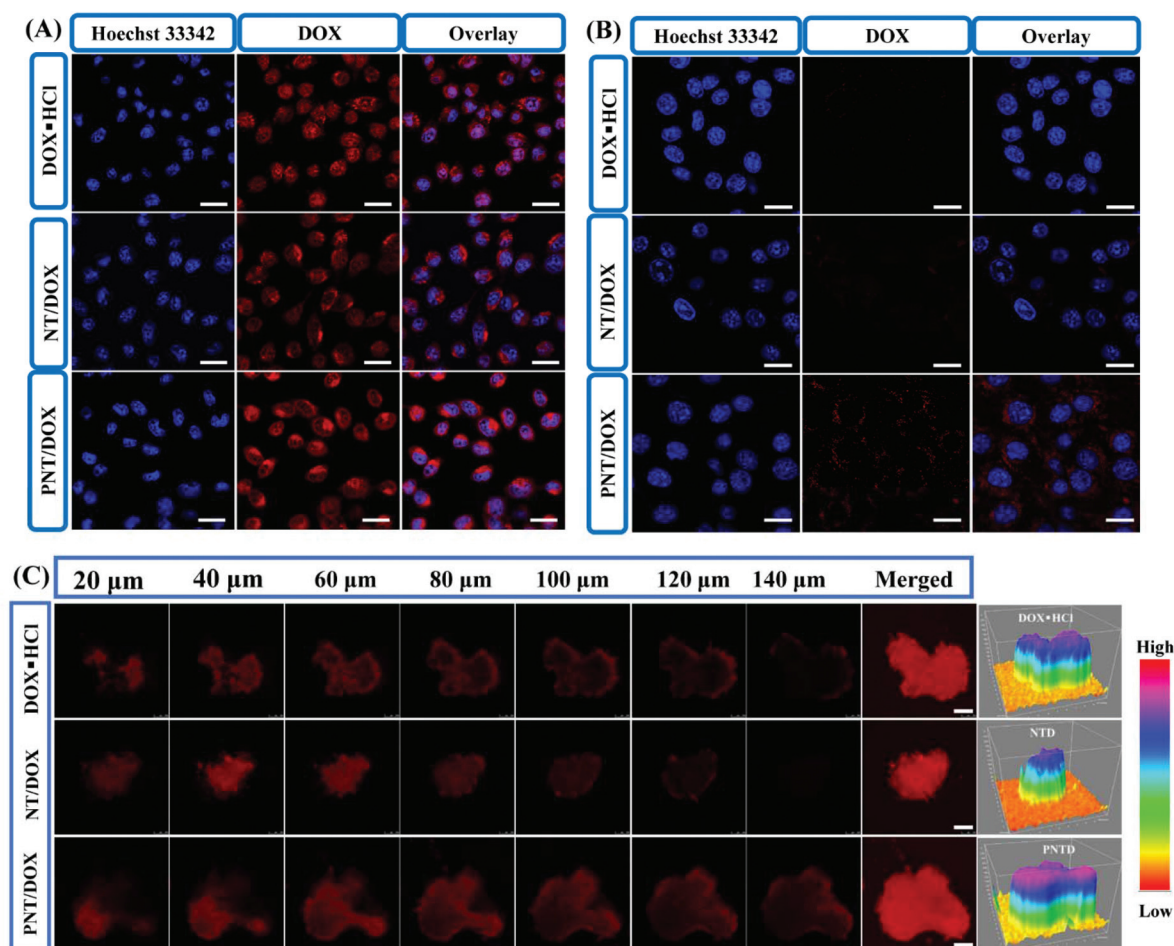 (A)
Hoechst 33342 DOX Overlay
DOX▪HCl
NT/DOX
PNT/DOX
(B)
Hoechst 33342 DOX Overlay
DOX▪HCl
NT/DOX
PNT/DOX
(C)
20 µm 40 µm 60 µm 80 µm 100 µm 120 µm 140 µm Merged
DOX▪HCl
NT/DOX
PNT/DOX
DOX▪HCl
NTD
PNTD
High
Low